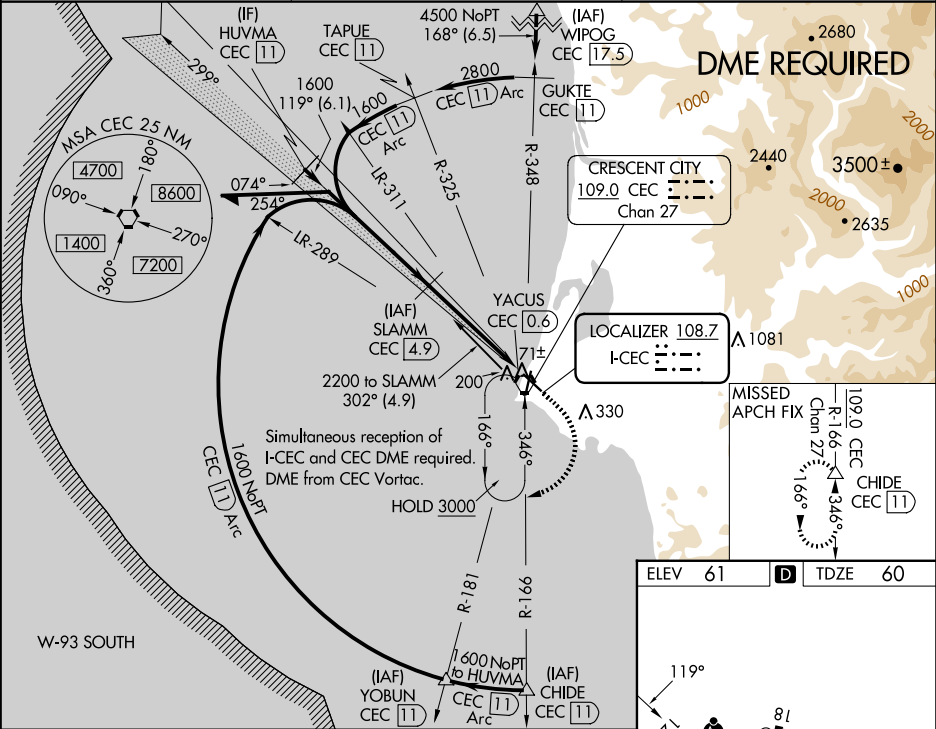 (IF)
HUVMA
CEC 11
TAPUE
CEC 11
4500 NoPT
168° (6.5)
(IAF)
WIPOG
CEC 17.5
2680
DME REQUIRED
299°
1600
119° (6.1)
1600
CEC 11
Arc
2800
CEC 11 Arc
GUKTE
CEC 11
1000
2000
MSA CEC 25 NM
180°
4700
8600
090°
270°
1400
7200
360°
074°
254°
LR-289
LR-311
R-325
R-348
CRESCENT CITY
109.0 CEC
Chan 27
2440
3500±
2000
2635
1000
(IAF)
SLAMM
CEC 4.9
YACUS
CEC 0.6
LOCALIZER 108.7
I-CEC
1081
2200 to SLAMM
302° (4.9)
200
71±
330
166°
346°
Simultaneous reception of
I-CEC and CEC DME required.
DME from CEC Vortac.
HOLD 3000
1600 NoPT
CEC 11 Arc
MISSED
APCH FIX
109.0 CEC
R-166
Chan 27
CHIDE
CEC 11
166°
346°
R-181
R-166
W-93 SOUTH
(IAF)
YOBUN
CEC 11
1600 NoPT
to HUVMA
CEC 11
Arc
(IAF)
CHIDE
CEC 11
ELEV 61
D
TDZE 60
119°
12
18